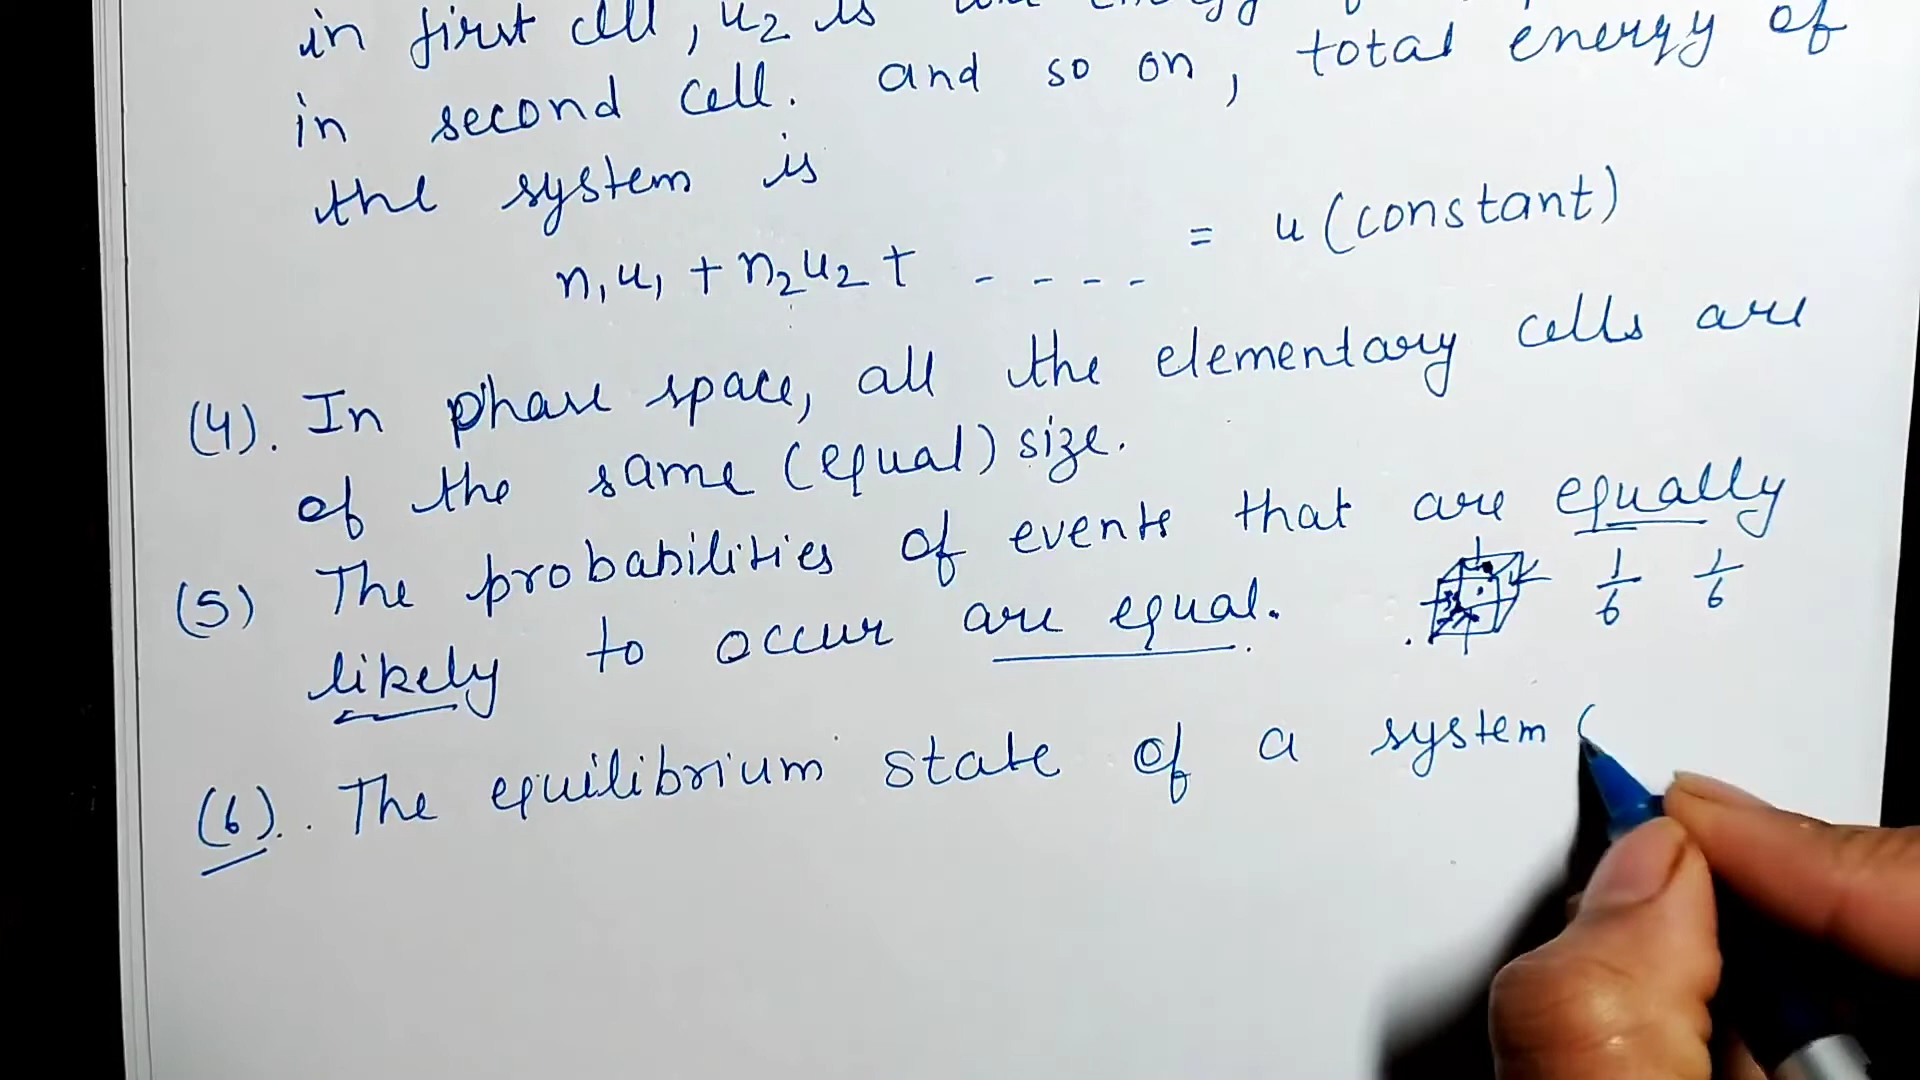 in first cell, u2 is energy
in second cell. and so on, total energy of
the system is
n1u1 + n2u2 + - - - - = u (constant)
(4). In phase space, all the elementary cells are
of the same (equal) size.
(5) The probabilities of events that are equally
likely to occur are equal. 1/6 1/6
(6). The equilibrium state of a system (